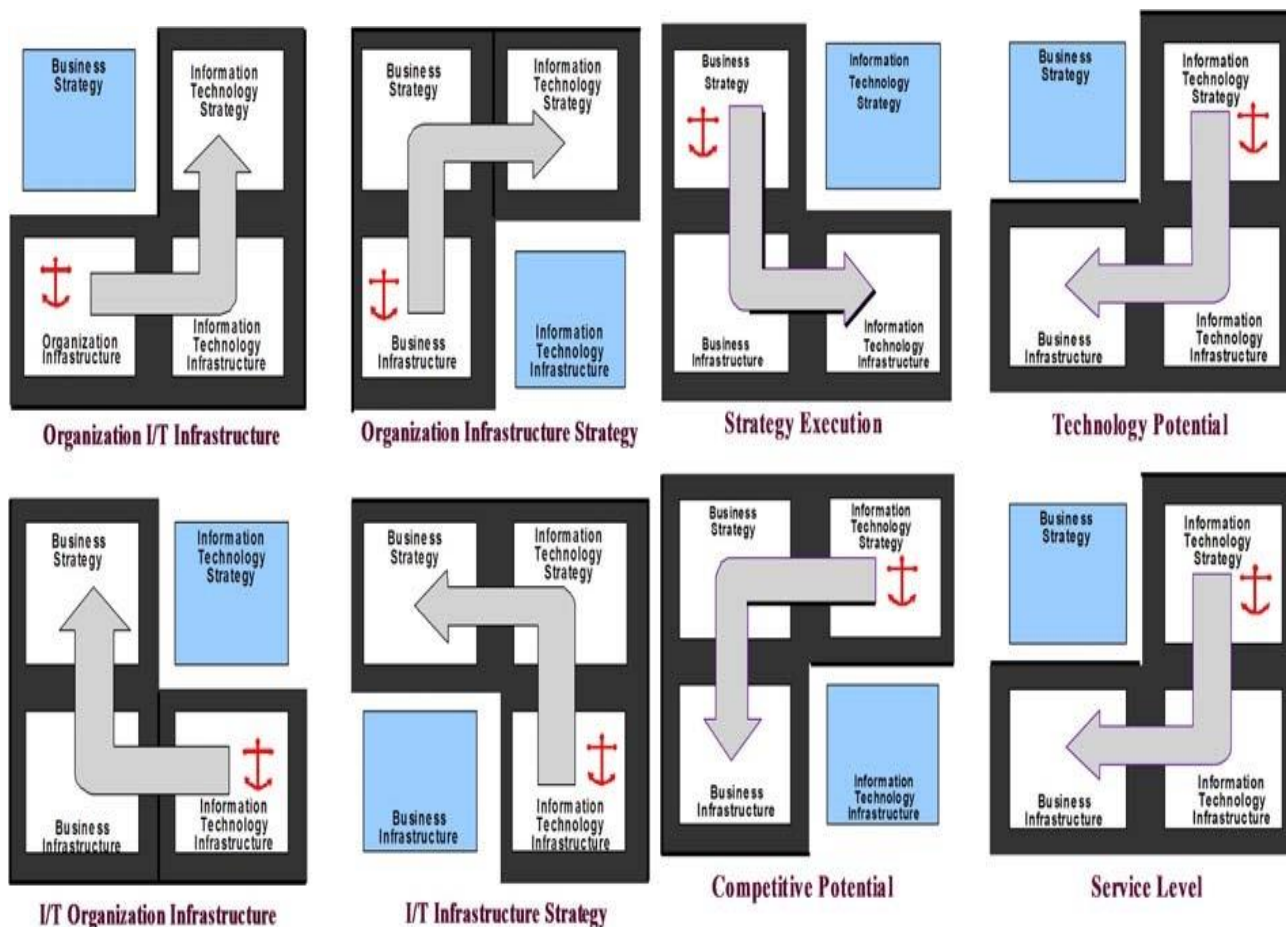 Business
Strategy
Information
Technology
Strategy
Organization
Infrastructure
Information
Technology
Infrastructure
Organization I/T Infrastructure
Business
Strategy
Information
Technology
Strategy
Business
Infrastructure
Information
Technology
Infrastructure
Organization Infrastructure Strategy
Business
Strategy
Information
Technology
Strategy
Business
Infrastructure
Information
Technology
Infrastructure
Strategy Execution
Business
Strategy
Information
Technology
Strategy
Business
Infrastructure
Information
Technology
Infrastructure
Technology Potential
Business
Strategy
Information
Technology
Strategy
Business
Infrastructure
Information
Technology
Infrastructure
I/T Organization Infrastructure
Business
Strategy
Information
Technology
Strategy
Business
Infrastructure
Information
Technology
Infrastructure
I/T Infrastructure Strategy
Business
Strategy
Information
Technology
Strategy
Business
Infrastructure
Information
Technology
Infrastructure
Competitive Potential
Business
Strategy
Information
Technology
Strategy
Business
Infrastructure
Information
Technology
Infrastructure
Service Level